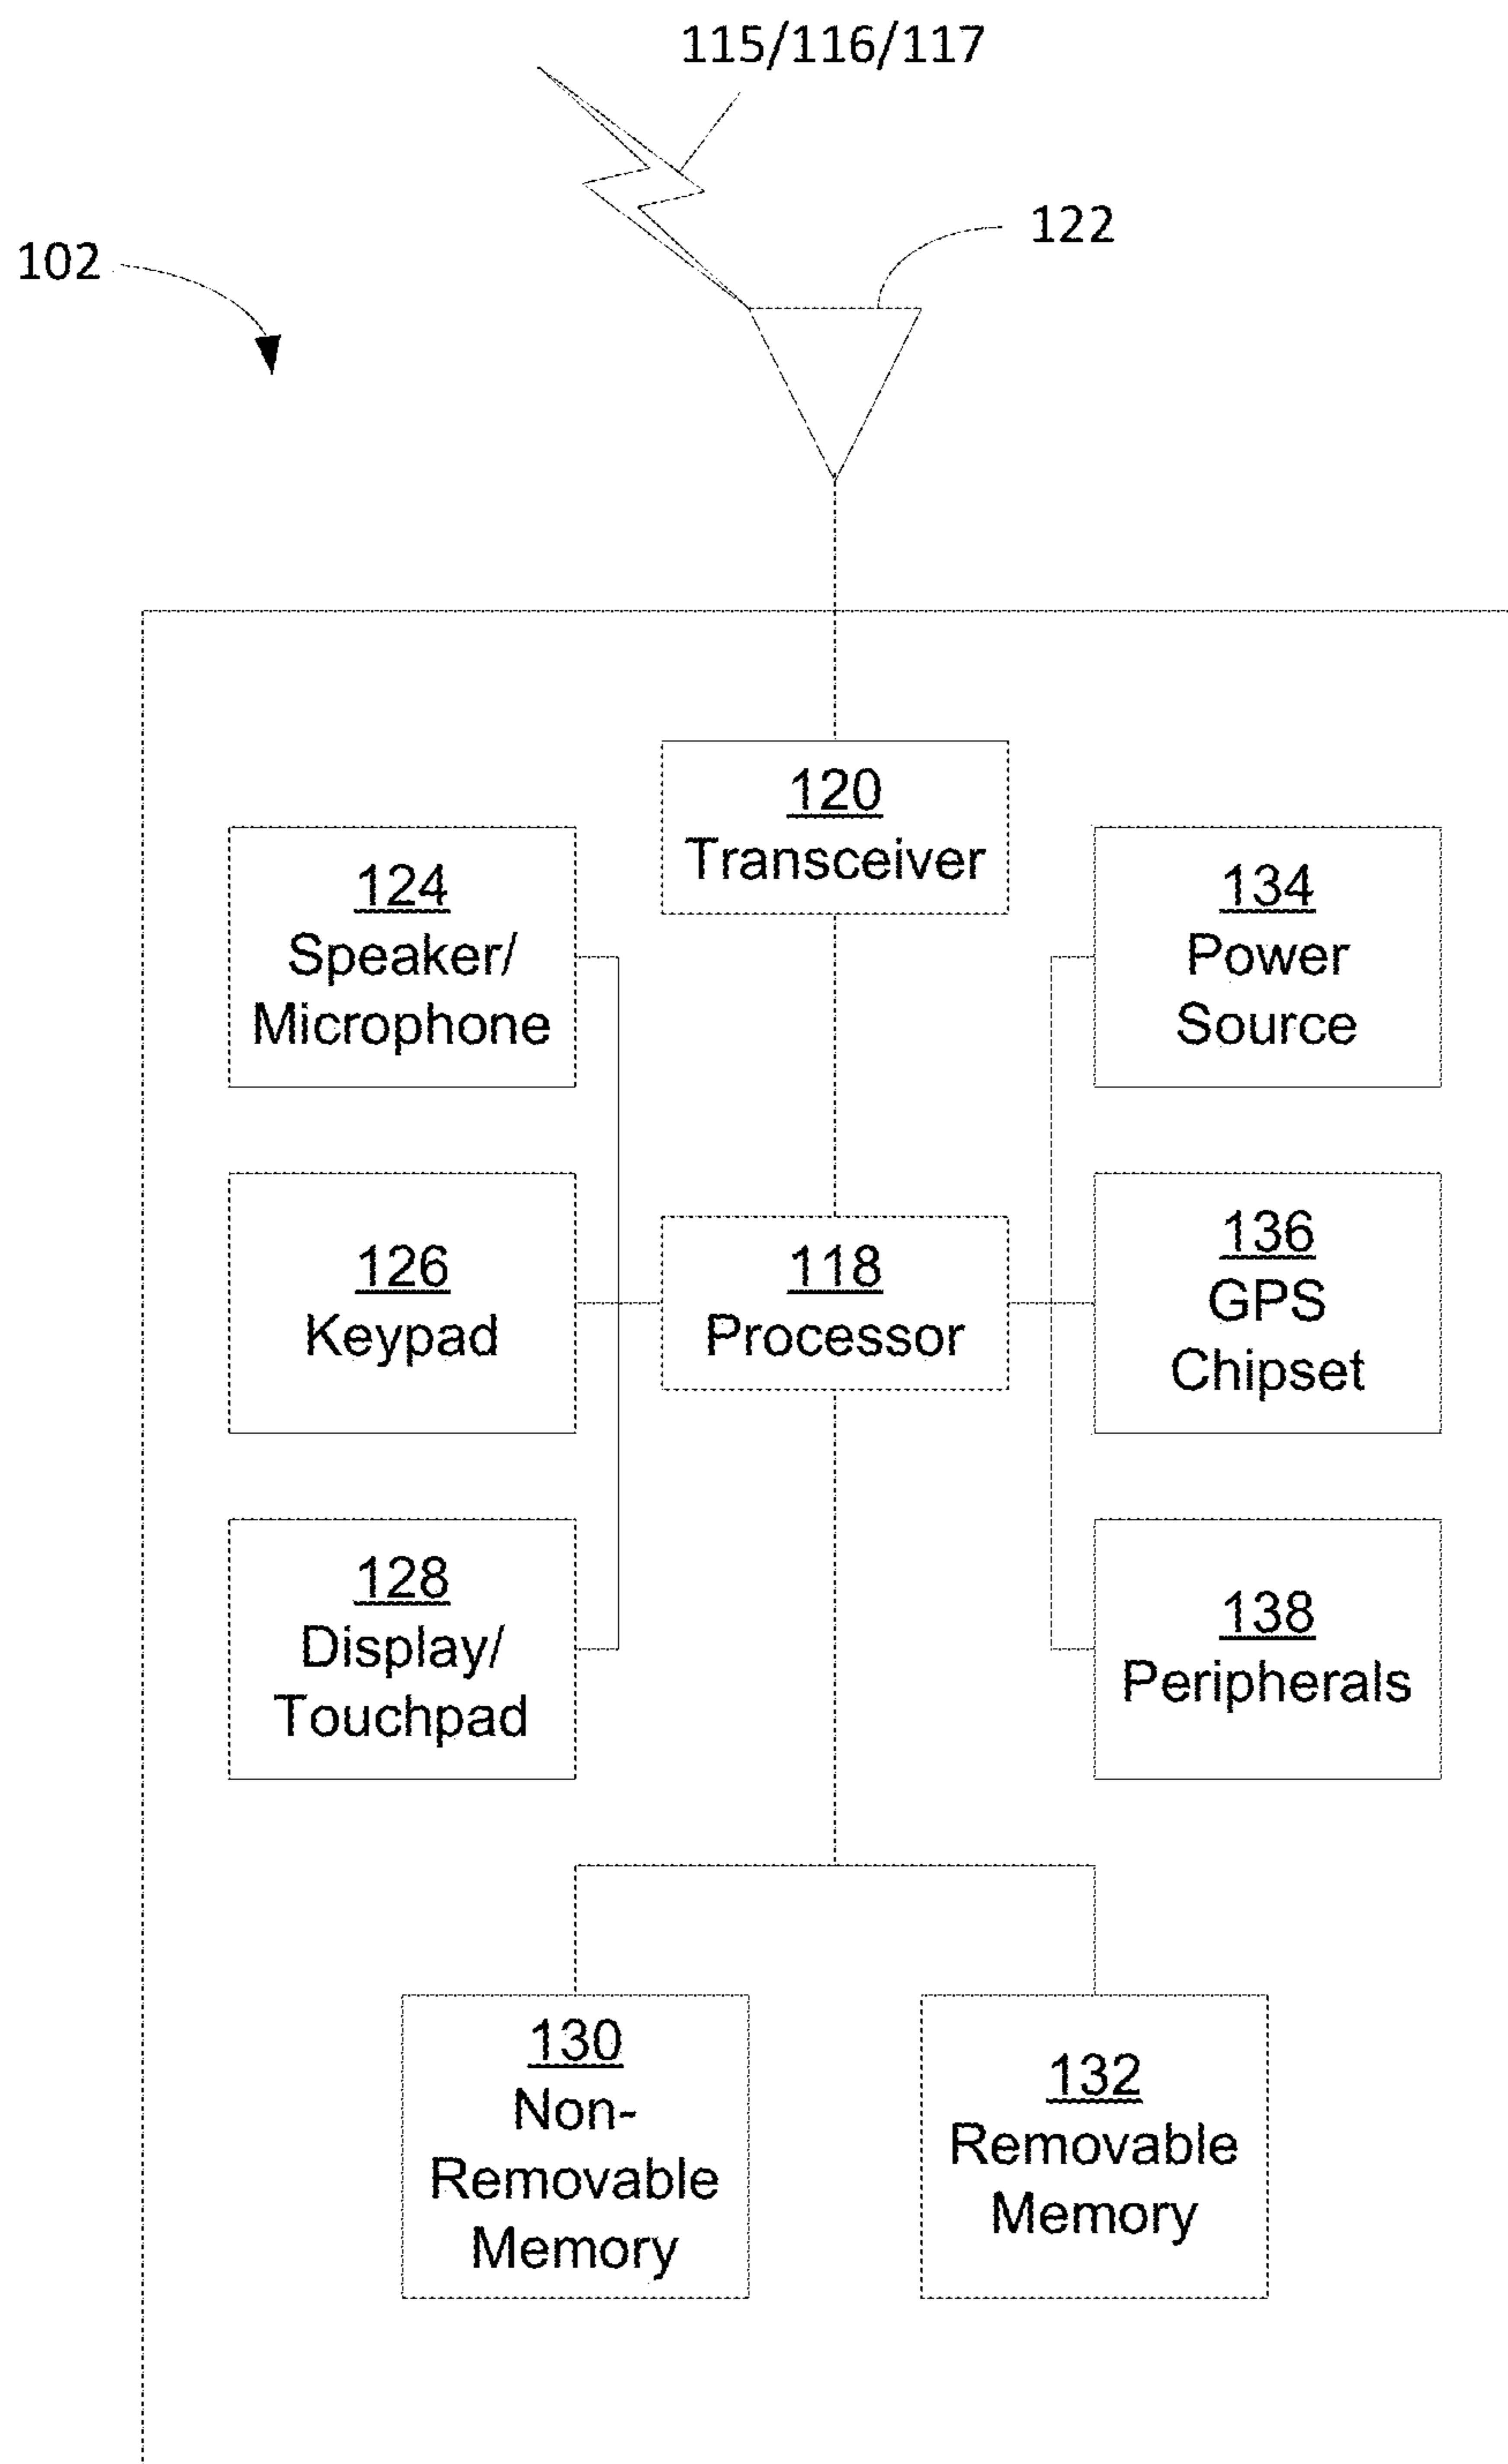 115/116/117
122
102
120
Transceiver
124
Speaker/
Microphone
134
Power
Source
126
Keypad
118
Processor
136
GPS
Chipset
128
Display/
Touchpad
138
Peripherals
130
Non-
Removable
Memory
132
Removable
Memory